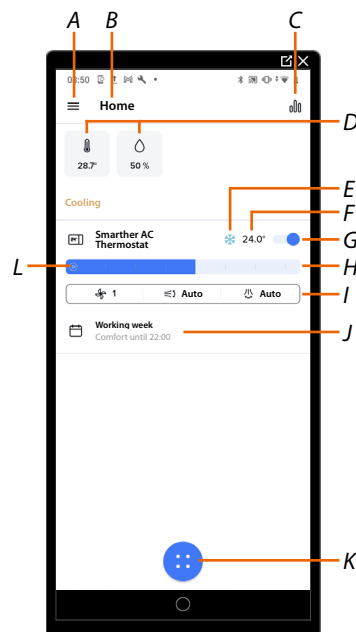 A B C
03:50
Home
D
28.7° 50 %
E
Cooling
F
Smarther AC
Thermostat
24.0°
G
L
H
1 Auto Auto
I
Working week
Comfort until 22:00
J
K